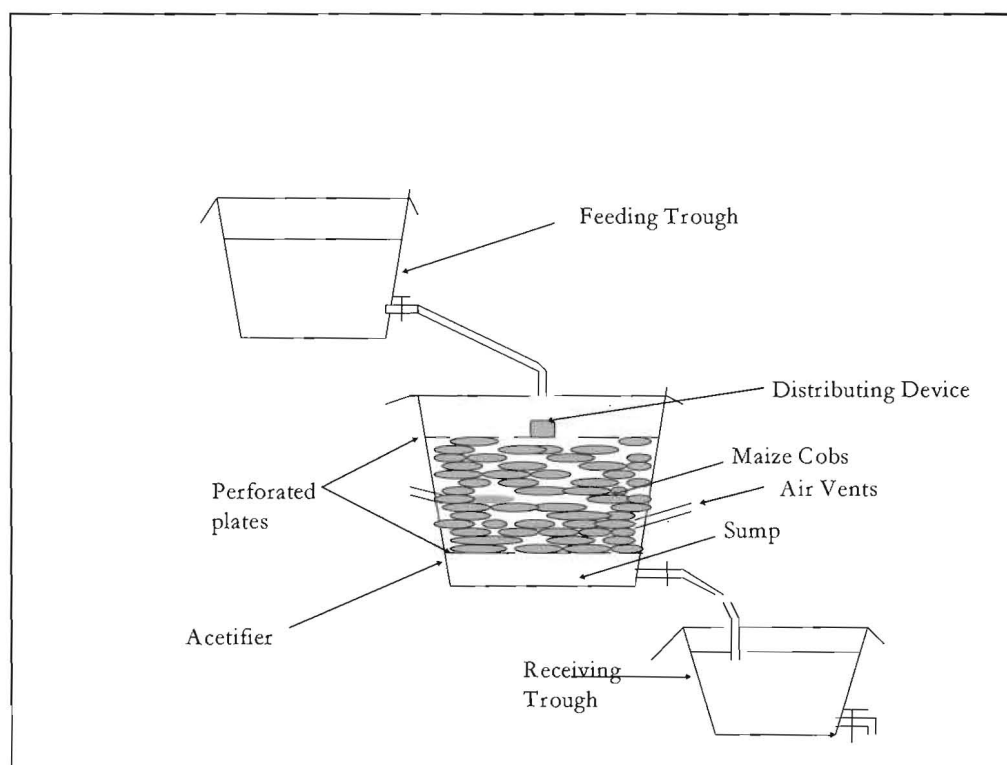 Feeding Trough
Distributing Device
Maize Cobs
Air Vents
Perforated
plates
Sump
Acetifier
Receiving
Trough